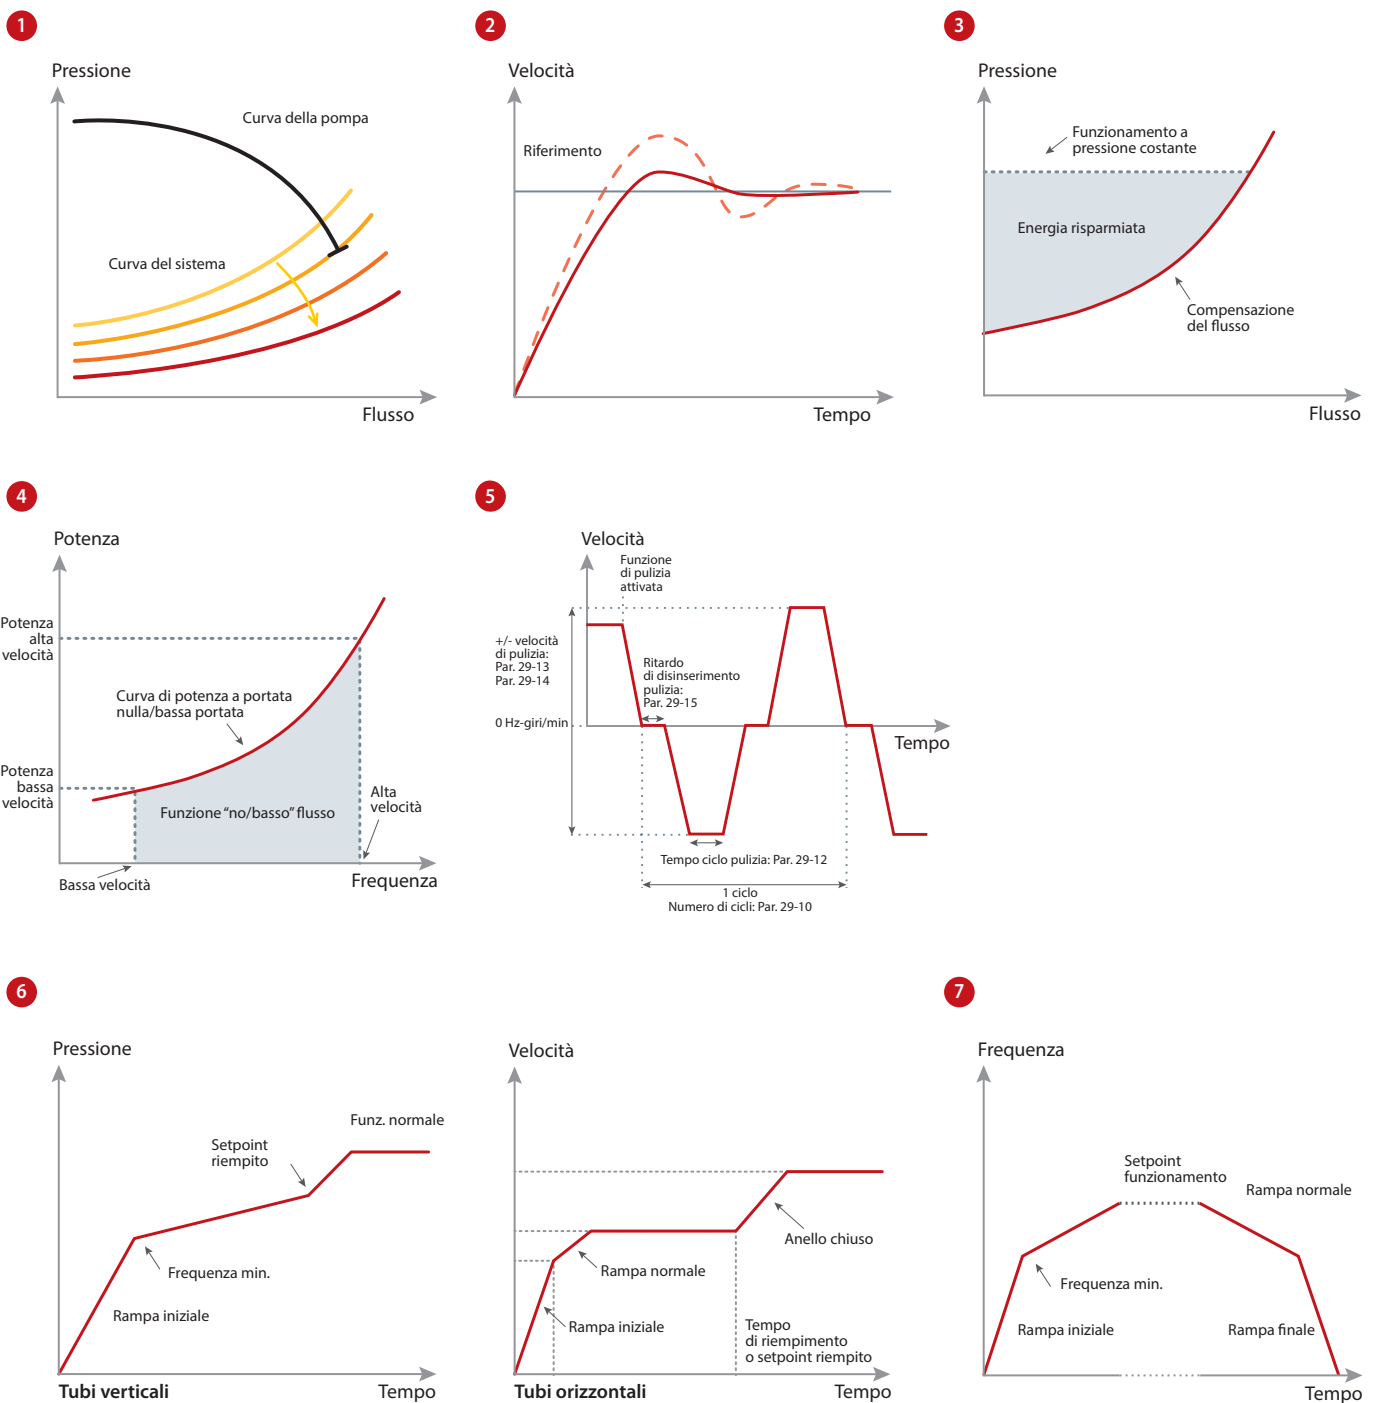 1
Pressione
Curva della pompa
Curva del sistema
Flusso
2
Velocità
Riferimento
Tempo
3
Pressione
Funzionamento a
pressione costante
Energia risparmiata
Compensazione
del flusso
Flusso
4
Potenza
Potenza
alta
velocità
Curva di potenza a portata
nulla/bassa portata
Potenza
bassa
velocità
Funzione “no/basso” flusso
Alta
velocità
Bassa velocità
Frequenza
5
Velocità
Funzione
di pulizia
attivata
+/- velocità
di pulizia:
Par. 29-13
Par. 29-14
Ritardo
di disinserimento
pulizia:
Par. 29-15
0 Hz-giri/min
Tempo
Tempo ciclo pulizia: Par. 29-12
1 ciclo
Numero di cicli: Par. 29-10
6
Pressione
Funz. normale
Setpoint
riempito
Frequenza min.
Rampa iniziale
Tubi verticali
Tempo
Velocità
Anello chiuso
Rampa normale
Rampa iniziale
Tempo
di riempimento
o setpoint riempito
Tubi orizzontali
Tempo
7
Frequenza
Setpoint
funzionamento
Rampa normale
Frequenza min.
Rampa iniziale
Rampa finale
Tempo